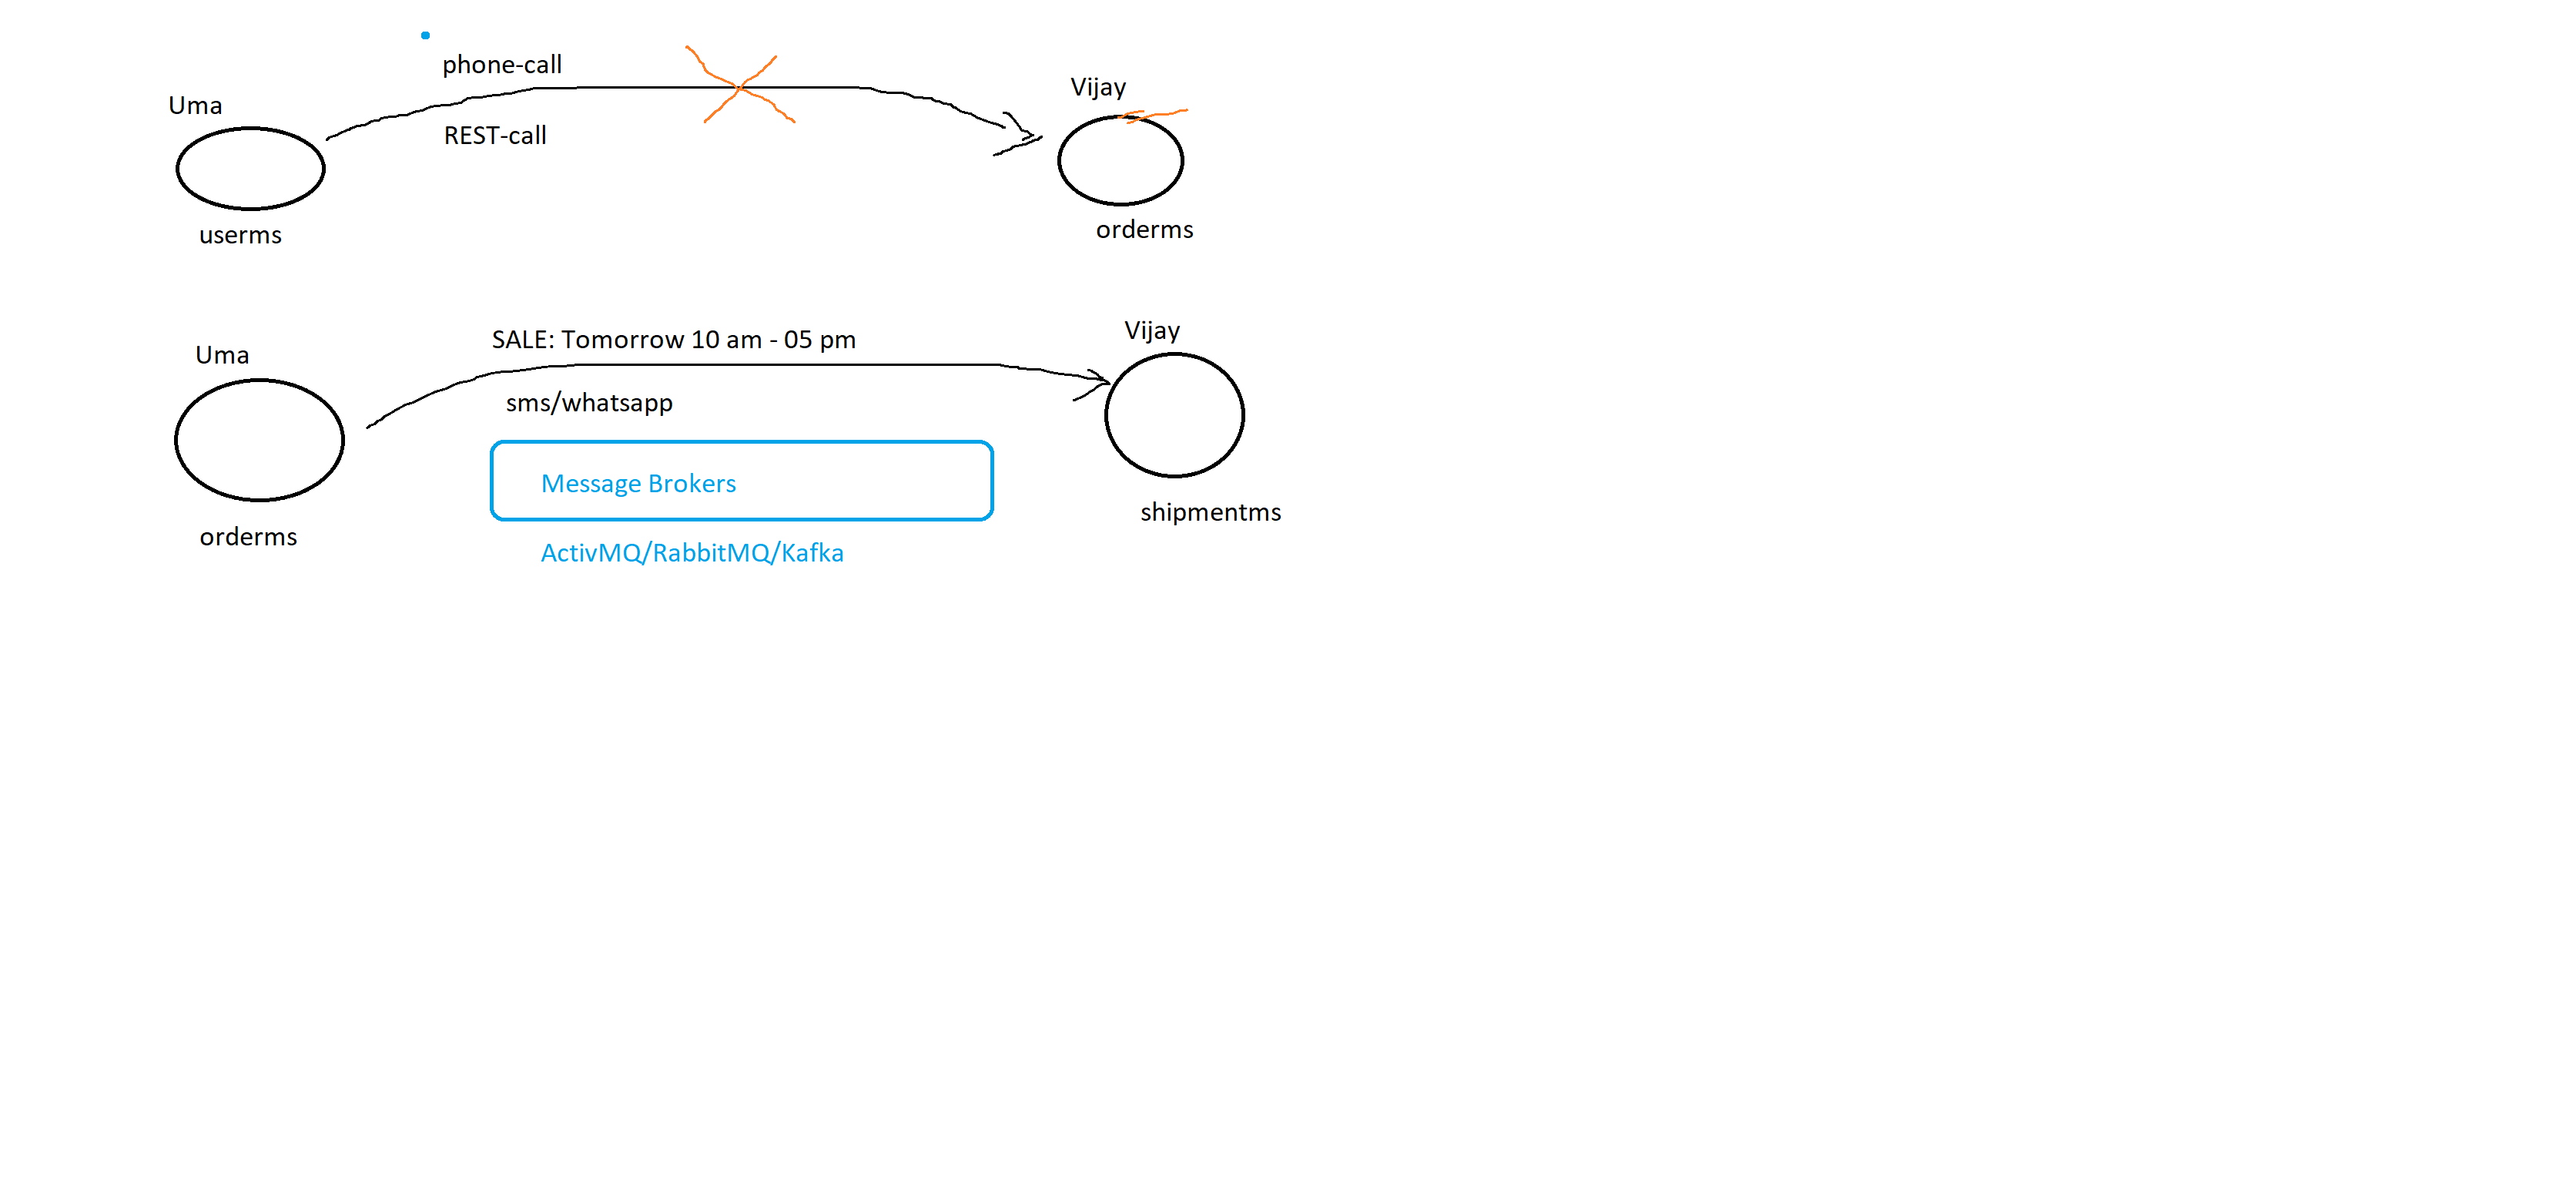 phone-call
Uma
Vijay
REST-call
userms
orderms
SALE: Tomorrow 10 am - 05 pm
Uma
Vijay
sms/whatsapp
Message Brokers
orderms
shipmentms
ActivMQ/RabbitMQ/Kafka